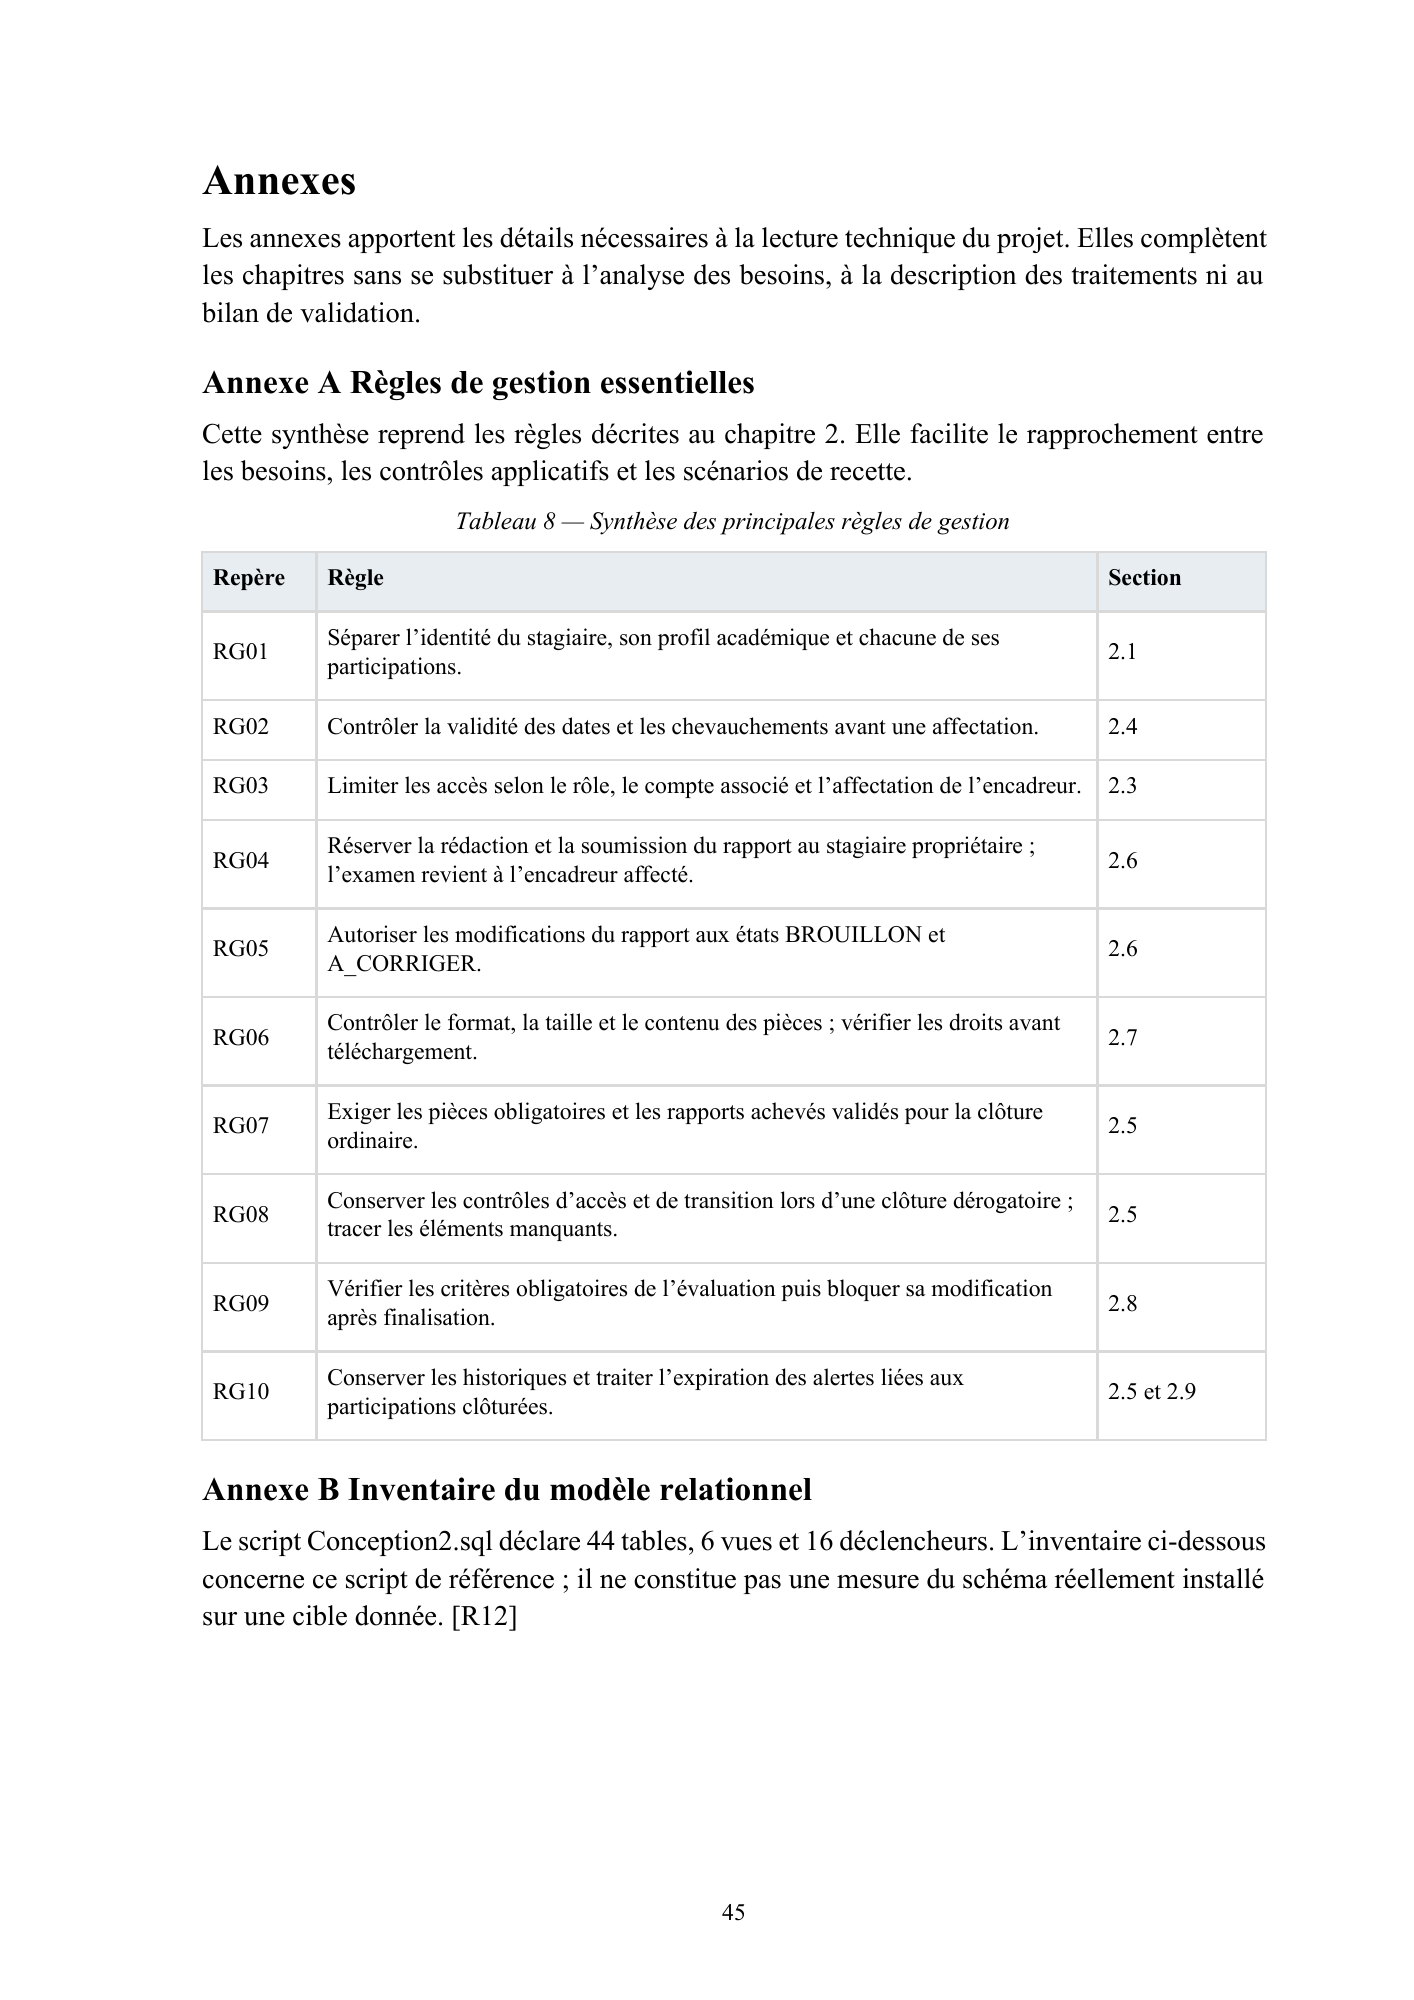 Annexes
Les annexes apportent les détails nécessaires à la lecture technique du projet. Elles complètent
les chapitres sans se substituer à l’analyse des besoins, à la description des traitements ni au
bilan de validation.
Annexe A Règles de gestion essentielles
Cette synthèse reprend les règles décrites au chapitre 2. Elle facilite le rapprochement entre
les besoins, les contrôles applicatifs et les scénarios de recette.
Tableau 8 — Synthèse des principales règles de gestion
Repère Règle Section
RG01 Séparer l’identité du stagiaire, son profil académique et chacune de ses
participations. 2.1
RG02 Contrôler la validité des dates et les chevauchements avant une affectation. 2.4
RG03 Limiter les accès selon le rôle, le compte associé et l’affectation de l’encadreur. 2.3
RG04 Réserver la rédaction et la soumission du rapport au stagiaire propriétaire ;
l’examen revient à l’encadreur affecté. 2.6
RG05 Autoriser les modifications du rapport aux états BROUILLON et
A_CORRIGER. 2.6
RG06 Contrôler le format, la taille et le contenu des pièces ; vérifier les droits avant
téléchargement. 2.7
RG07 Exiger les pièces obligatoires et les rapports achevés validés pour la clôture
ordinaire. 2.5
RG08 Conserver les contrôles d’accès et de transition lors d’une clôture dérogatoire ;
tracer les éléments manquants. 2.5
RG09 Vérifier les critères obligatoires de l’évaluation puis bloquer sa modification
après finalisation. 2.8
RG10 Conserver les historiques et traiter l’expiration des alertes liées aux
participations clôturées. 2.5 et 2.9
Annexe B Inventaire du modèle relationnel
Le script Conception2.sql déclare 44 tables, 6 vues et 16 déclencheurs. L’inventaire ci-dessous
concerne ce script de référence ; il ne constitue pas une mesure du schéma réellement installé
sur une cible donnée. [R12]
45